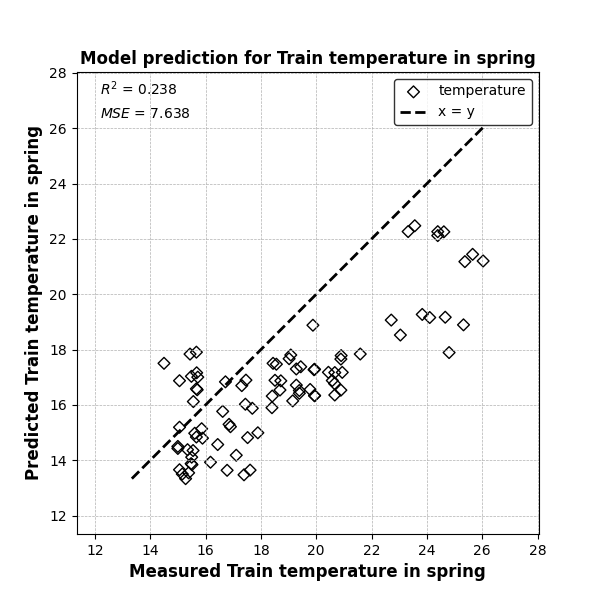 Model prediction for Train temperature in spring
R² = 0.238
MSE = 7.638
temperature
x = y
Predicted Train temperature in spring
28
26
24
22
20
18
16
14
12
12 14 16 18 20 22 24 26 28
Measured Train temperature in spring